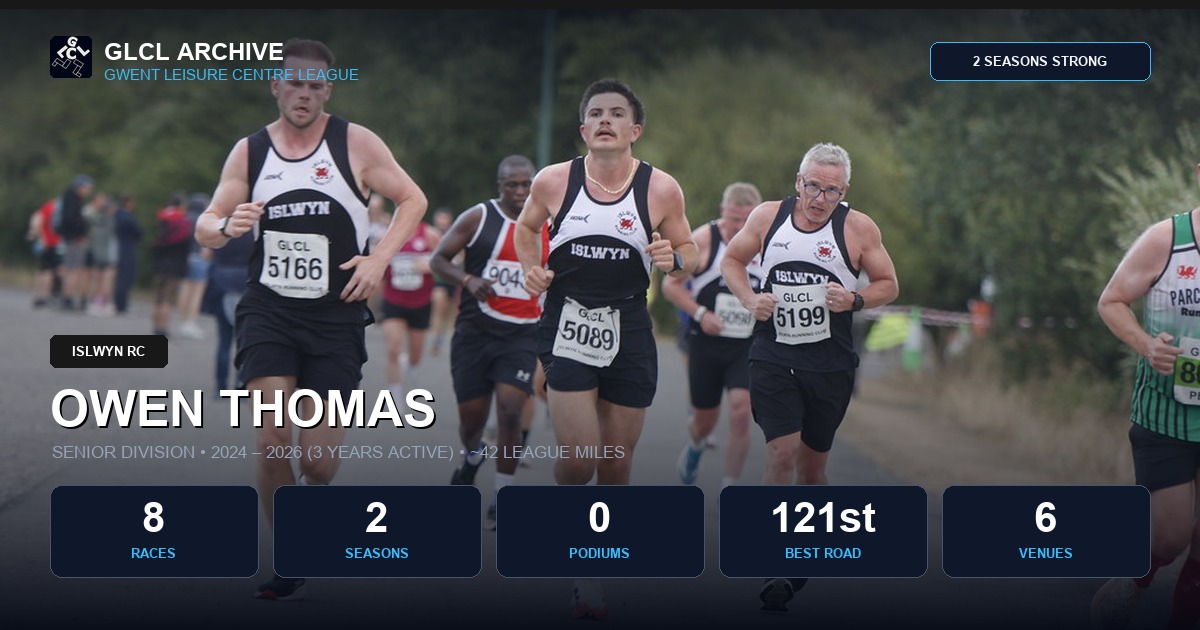 GLCL ARCHIVE
GWENT LEISURE CENTRE LEAGUE
2 SEASONS STRONG
ISLWYN
GLCL
5166
ISLWYN
GLCL
5089
ISLWYN
GLCL
5199
904
PARC
Run
ISLWYN RC
OWEN THOMAS
SENIOR DIVISION • 2024 – 2026 (3 YEARS ACTIVE) • ~42 LEAGUE MILES
8
RACES
2
SEASONS
0
PODIUMS
121st
BEST ROAD
6
VENUES